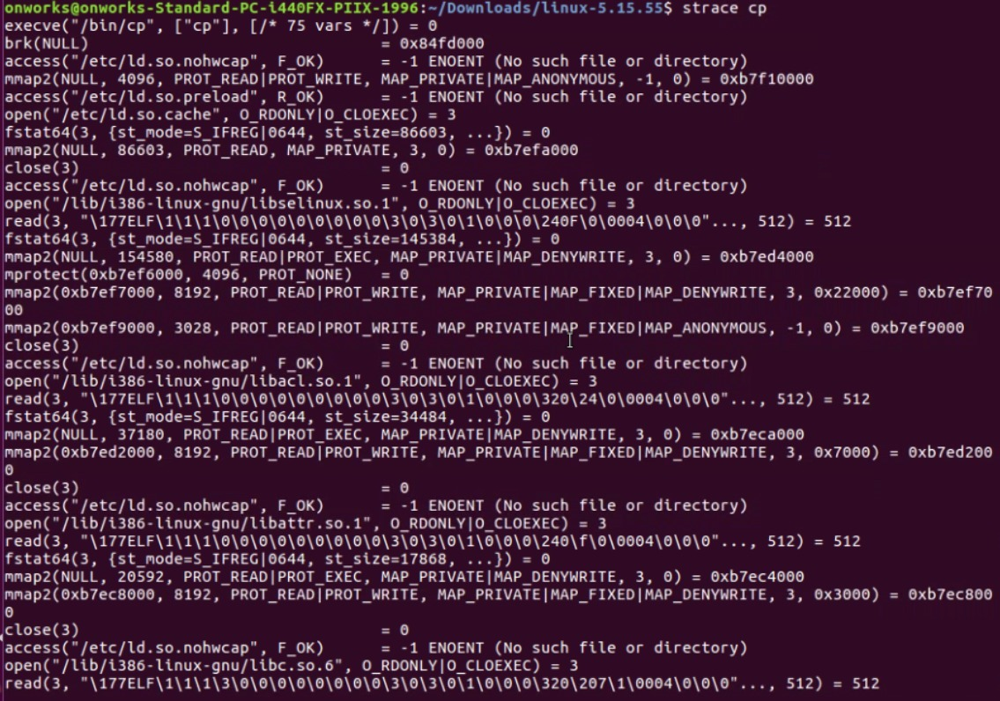 onworks@onworks-Standard-PC-i440FX-PIIX-1996:~/Downloads/linux-5.15.55$ strace cp
execve("/bin/cp", ["cp"], [/* 75 vars */]) = 0
brk(NULL)                               = 0x84fd000
access("/etc/ld.so.nohwcap", F_OK)      = -1 ENOENT (No such file or directory)
mmap2(NULL, 4096, PROT_READ|PROT_WRITE, MAP_PRIVATE|MAP_ANONYMOUS, -1, 0) = 0xb7f10000
access("/etc/ld.so.preload", R_OK)      = -1 ENOENT (No such file or directory)
open("/etc/ld.so.cache", O_RDONLY|O_CLOEXEC) = 3
fstat64(3, {st_mode=S_IFREG|0644, st_size=86603, ...}) = 0
mmap2(NULL, 86603, PROT_READ, MAP_PRIVATE, 3, 0) = 0xb7efa000
close(3)                                = 0
access("/etc/ld.so.nohwcap", F_OK)      = -1 ENOENT (No such file or directory)
open("/lib/i386-linux-gnu/libselinux.so.1", O_RDONLY|O_CLOEXEC) = 3
read(3, "\177ELF\1\1\1\0\0\0\0\0\0\0\0\0\3\0\3\0\1\0\0\0\240F\0\0004\0\0\0"..., 512) = 512
fstat64(3, {st_mode=S_IFREG|0644, st_size=145384, ...}) = 0
mmap2(NULL, 154580, PROT_READ|PROT_EXEC, MAP_PRIVATE|MAP_DENYWRITE, 3, 0) = 0xb7ed4000
mprotect(0xb7ef6000, 4096, PROT_NONE)   = 0
mmap2(0xb7ef7000, 8192, PROT_READ|PROT_WRITE, MAP_PRIVATE|MAP_FIXED|MAP_DENYWRITE, 3, 0x22000) = 0xb7ef70
00
mmap2(0xb7ef9000, 3028, PROT_READ|PROT_WRITE, MAP_PRIVATE|MAP_FIXED|MAP_ANONYMOUS, -1, 0) = 0xb7ef9000
close(3)                                = 0
access("/etc/ld.so.nohwcap", F_OK)      = -1 ENOENT (No such file or directory)
open("/lib/i386-linux-gnu/libacl.so.1", O_RDONLY|O_CLOEXEC) = 3
read(3, "\177ELF\1\1\1\0\0\0\0\0\0\0\0\0\3\0\3\0\1\0\0\0\320\24\0\0004\0\0\0"..., 512) = 512
fstat64(3, {st_mode=S_IFREG|0644, st_size=34484, ...}) = 0
mmap2(NULL, 37180, PROT_READ|PROT_EXEC, MAP_PRIVATE|MAP_DENYWRITE, 3, 0) = 0xb7eca000
mmap2(0xb7ed2000, 8192, PROT_READ|PROT_WRITE, MAP_PRIVATE|MAP_FIXED|MAP_DENYWRITE, 3, 0x7000) = 0xb7ed200
0
close(3)                                = 0
access("/etc/ld.so.nohwcap", F_OK)      = -1 ENOENT (No such file or directory)
open("/lib/i386-linux-gnu/libattr.so.1", O_RDONLY|O_CLOEXEC) = 3
read(3, "\177ELF\1\1\1\0\0\0\0\0\0\0\0\0\3\0\3\0\1\0\0\0\240\f\0\0004\0\0\0"..., 512) = 512
fstat64(3, {st_mode=S_IFREG|0644, st_size=17868, ...}) = 0
mmap2(NULL, 20592, PROT_READ|PROT_EXEC, MAP_PRIVATE|MAP_DENYWRITE, 3, 0) = 0xb7ec4000
mmap2(0xb7ec8000, 8192, PROT_READ|PROT_WRITE, MAP_PRIVATE|MAP_FIXED|MAP_DENYWRITE, 3, 0x3000) = 0xb7ec800
0
close(3)                                = 0
access("/etc/ld.so.nohwcap", F_OK)      = -1 ENOENT (No such file or directory)
open("/lib/i386-linux-gnu/libc.so.6", O_RDONLY|O_CLOEXEC) = 3
read(3, "\177ELF\1\1\1\3\0\0\0\0\0\0\0\0\3\0\3\0\1\0\0\0\320\207\1\0004\0\0\0"..., 512) = 512